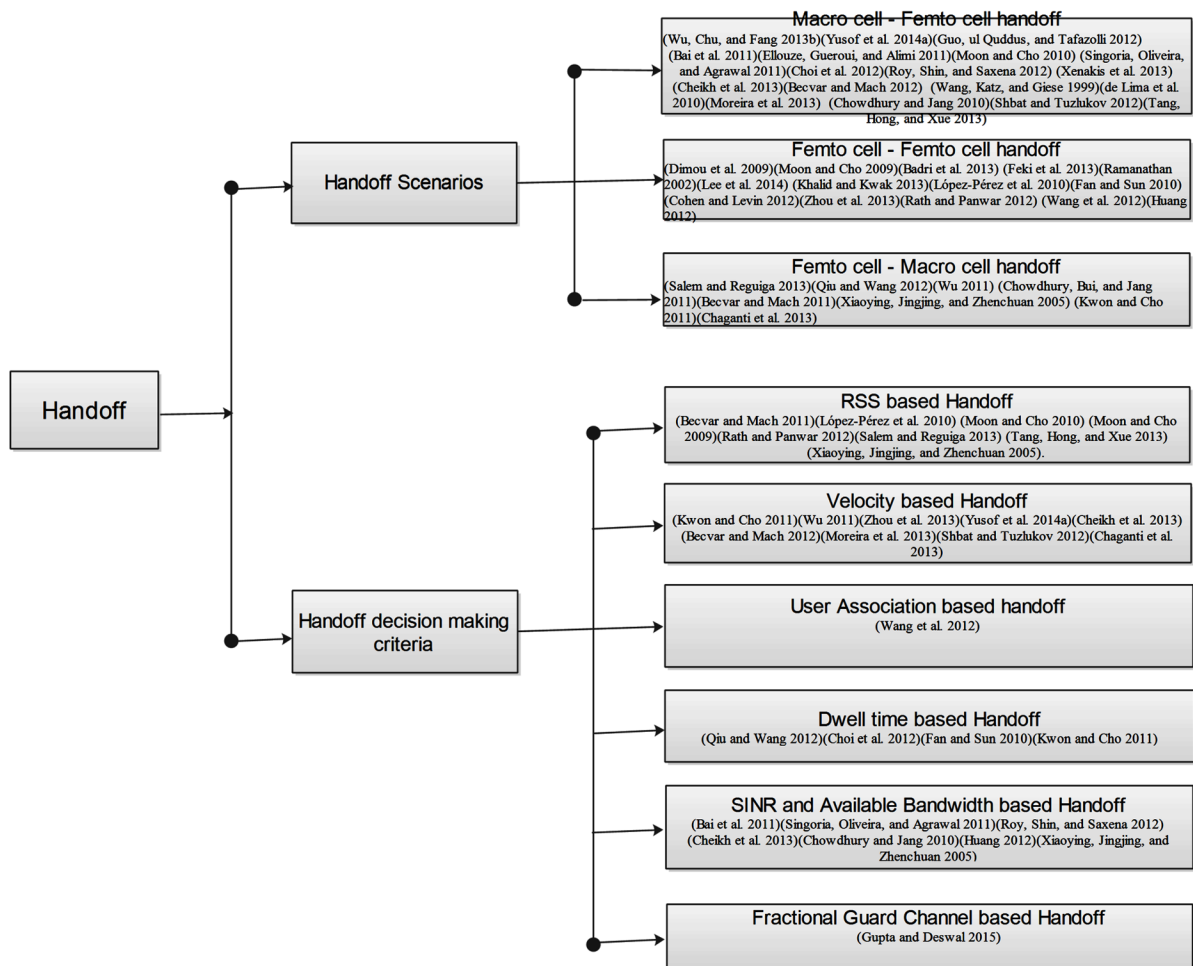 Macro cell - Femto cell handoff
(Wu, Chu, and Fang 2013b)(Yusof et al. 2014a)(Guo, ul Quddus, and Tafazolli 2012)
(Bai et al. 2011)(Ellouze, Gueroui, and Alimi 2011)(Moon and Cho 2010) (Singoria, Oliveira,
and Agrawal 2011)(Choi et al. 2012)(Roy, Shin, and Saxena 2012) (Xenakis et al. 2013)
(Cheikh et al. 2013)(Becvar and Mach 2012) (Wang, Katz, and Giese 1999)(de Lima et al.
2010)(Moreira et al. 2013) (Chowdhury and Jang 2010)(Shbat and Tuzlukov 2012)(Tang,
Hong, and Xue 2013)
Femto cell - Femto cell handoff
(Dimou et al. 2009)(Moon and Cho 2009)(Badri et al. 2013) (Feki et al. 2013)(Ramanathan
2002)(Lee et al. 2014) (Khalid and Kwak 2013)(López-Pérez et al. 2010)(Fan and Sun 2010)
(Cohen and Levin 2012)(Zhou et al. 2013)(Rath and Panwar 2012) (Wang et al. 2012)(Huang
2012)
Handoff Scenarios
Femto cell - Macro cell handoff
(Salem and Reguiga 2013)(Qiu and Wang 2012)(Wu 2011) (Chowdhury, Bui, and Jang
2011)(Becvar and Mach 2011)(Xiaoying, Jingjing, and Zhenchuan 2005) (Kwon and Cho
2011)(Chaganti et al. 2013)
Handoff
RSS based Handoff
(Becvar and Mach 2011)(López-Pérez et al. 2010) (Moon and Cho 2010) (Moon and Cho
2009)(Rath and Panwar 2012)(Salem and Reguiga 2013) (Tang, Hong, and Xue 2013)
(Xiaoying, Jingjing, and Zhenchuan 2005).
Velocity based Handoff
(Kwon and Cho 2011)(Wu 2011)(Zhou et al. 2013)(Yusof et al. 2014a)(Cheikh et al. 2013)
(Becvar and Mach 2012)(Moreira et al. 2013)(Shbat and Tuzlukov 2012)(Chaganti et al.
2013)
Handoff decision making
criteria
User Association based handoff
(Wang et al. 2012)
Dwell time based Handoff
(Qiu and Wang 2012)(Choi et al. 2012)(Fan and Sun 2010)(Kwon and Cho 2011)
SINR and Available Bandwidth based Handoff
(Bai et al. 2011)(Singoria, Oliveira, and Agrawal 2011)(Roy, Shin, and Saxena 2012)
(Cheikh et al. 2013)(Chowdhury and Jang 2010)(Huang 2012)(Xiaoying, Jingjing, and
Zhenchuan 2005)
Fractional Guard Channel based Handoff
(Gupta and Deswal 2015)